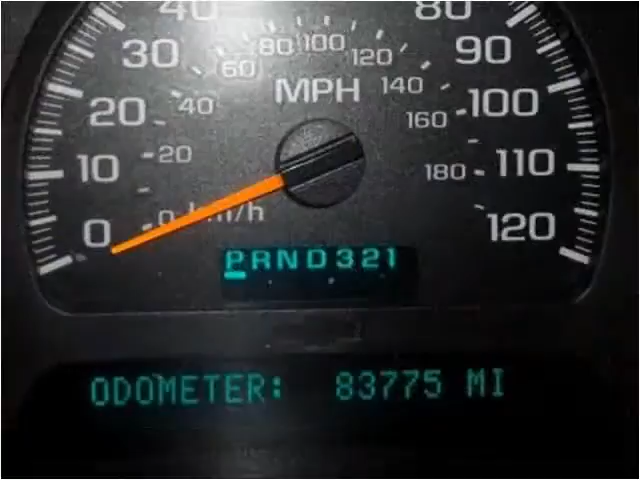 40 80
30 80 100 120 90
60
20 40 MPH 140 100
160
10 20 180 110
0 0 km/h 120
PRND321
ODOMETER: 83775 MI